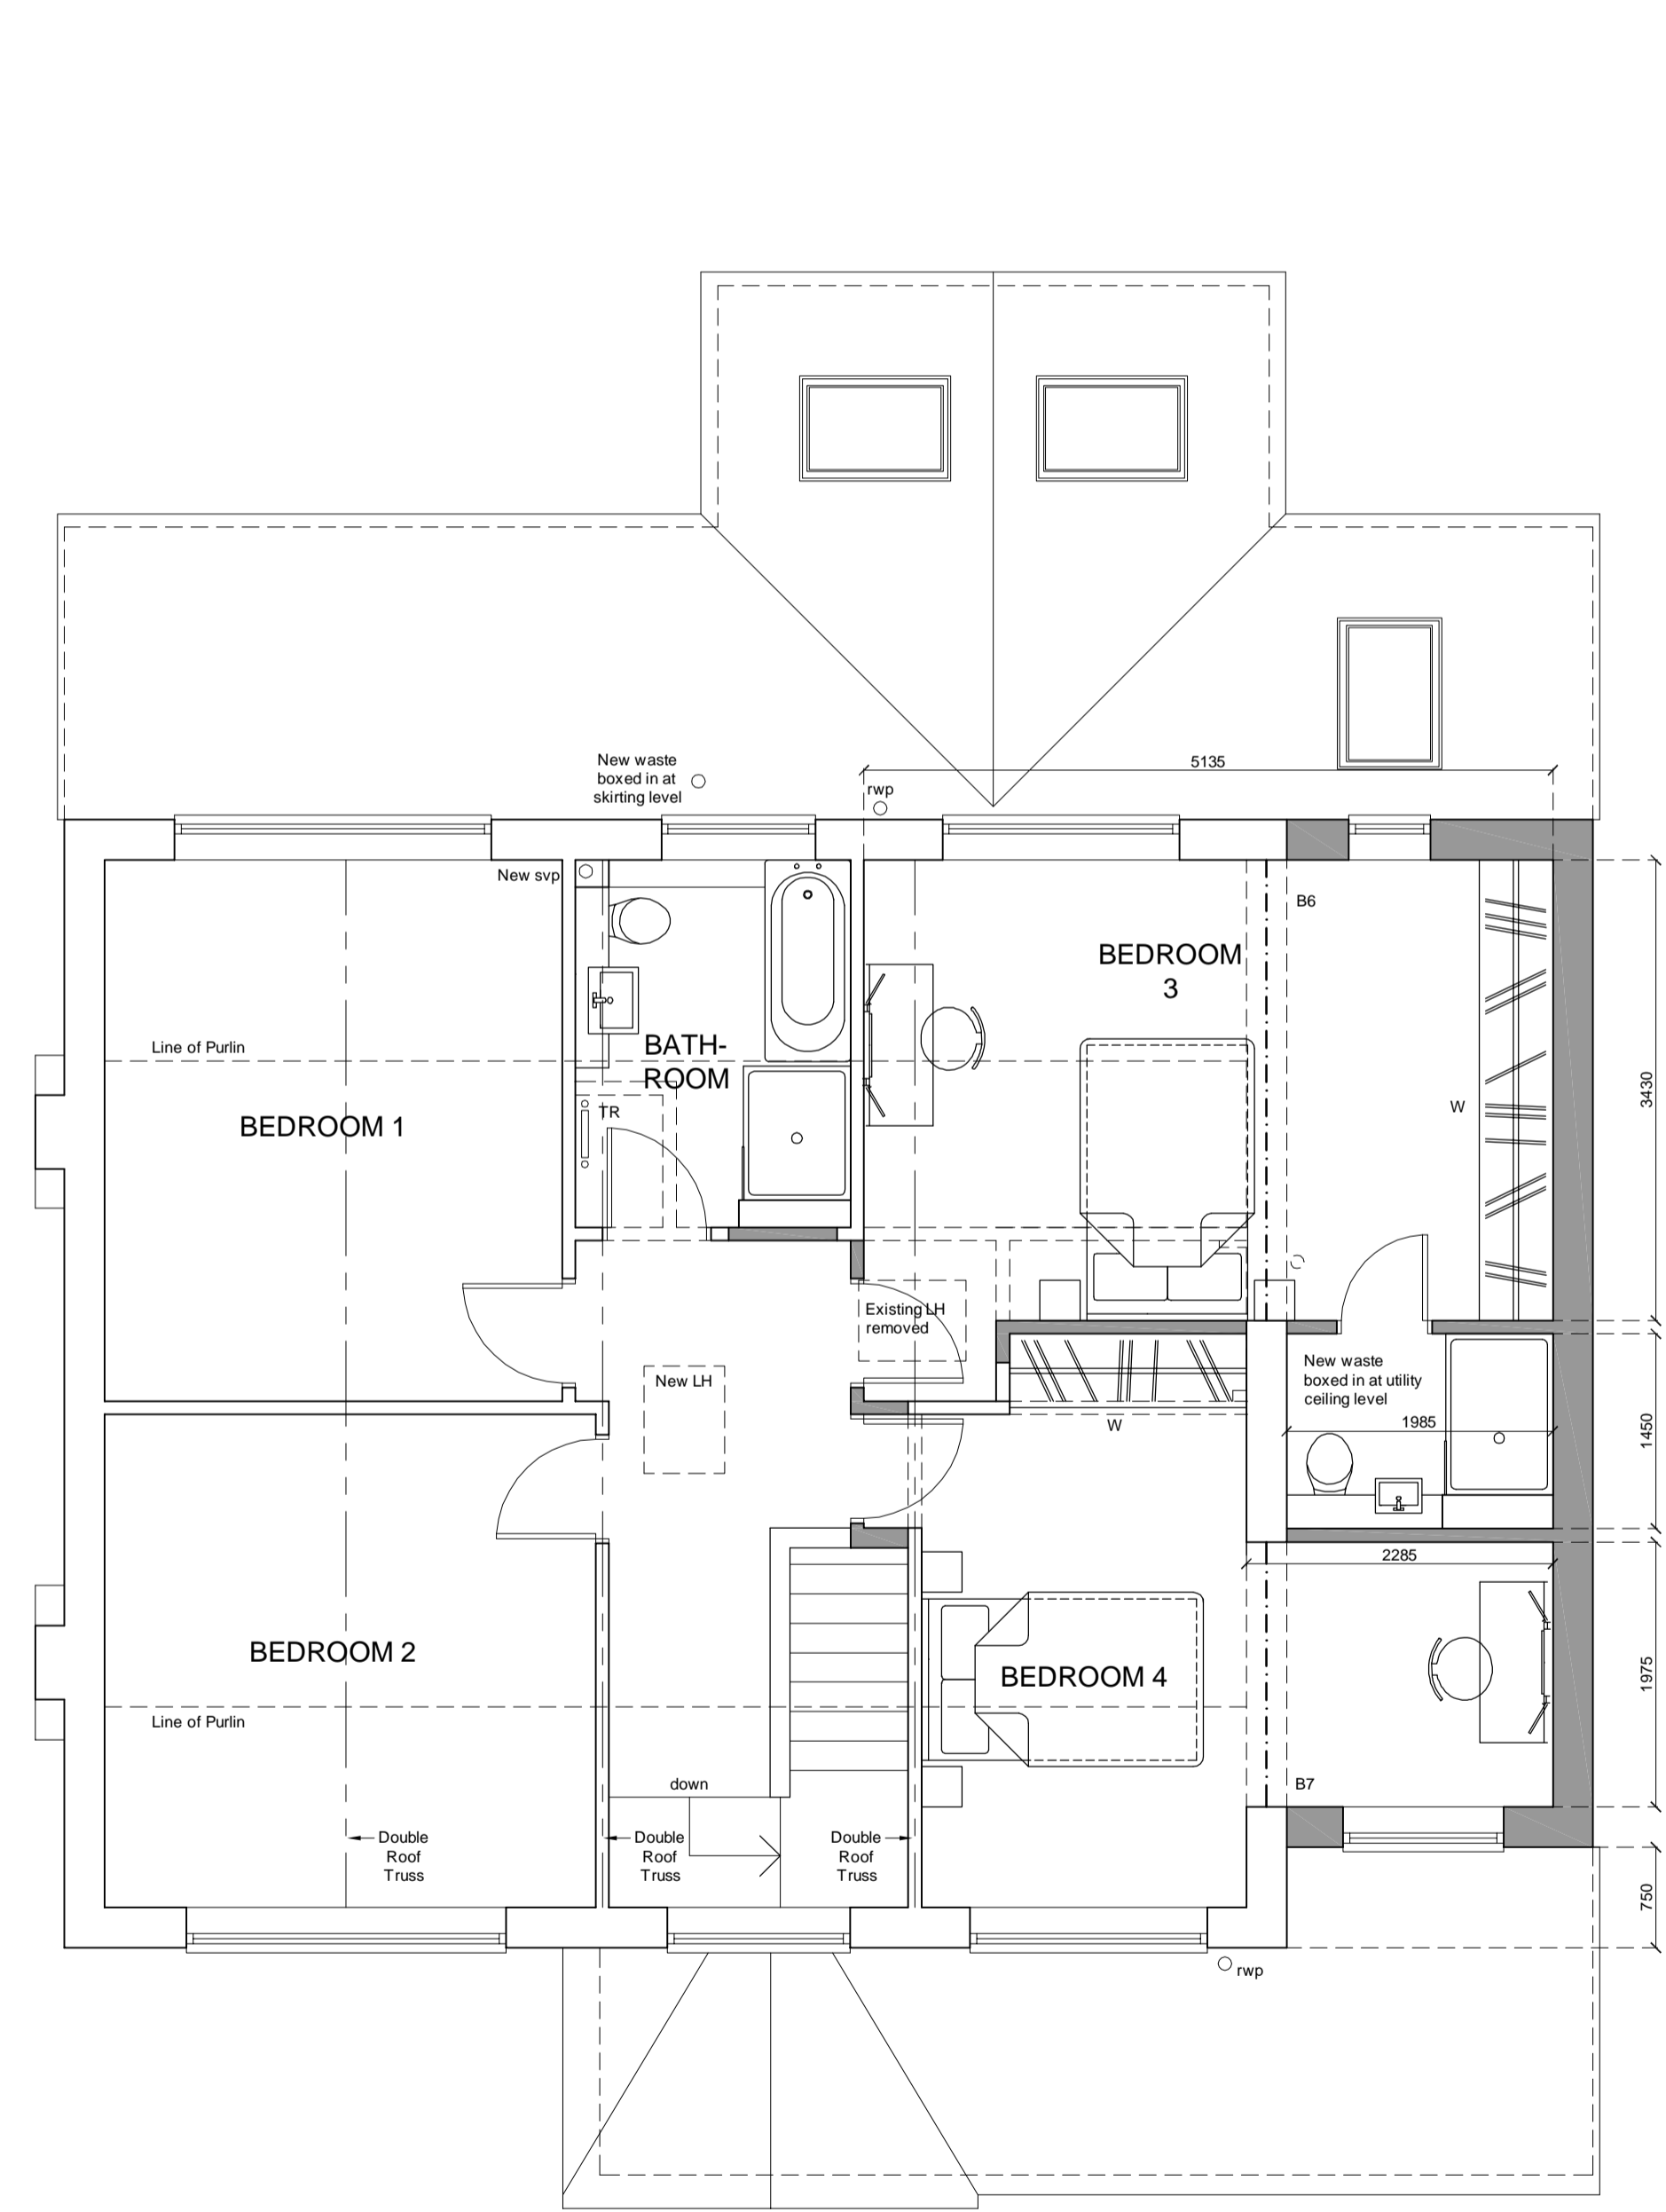 New waste
boxed in at
skirting level
5135
rwp
New svp
B6
BEDROOM
3
Line of Purlin
BATH-
ROOM
3430
TR
W
BEDROOM 1
Existing LH
removed
New LH
New waste
boxed in at utility
ceiling level
1985
W
1450
2285
BEDROOM 2
BEDROOM 4
1975
Line of Purlin
down
B7
Double
Roof
Truss
Double
Roof
Truss
Double
Roof
Truss
750
rwp